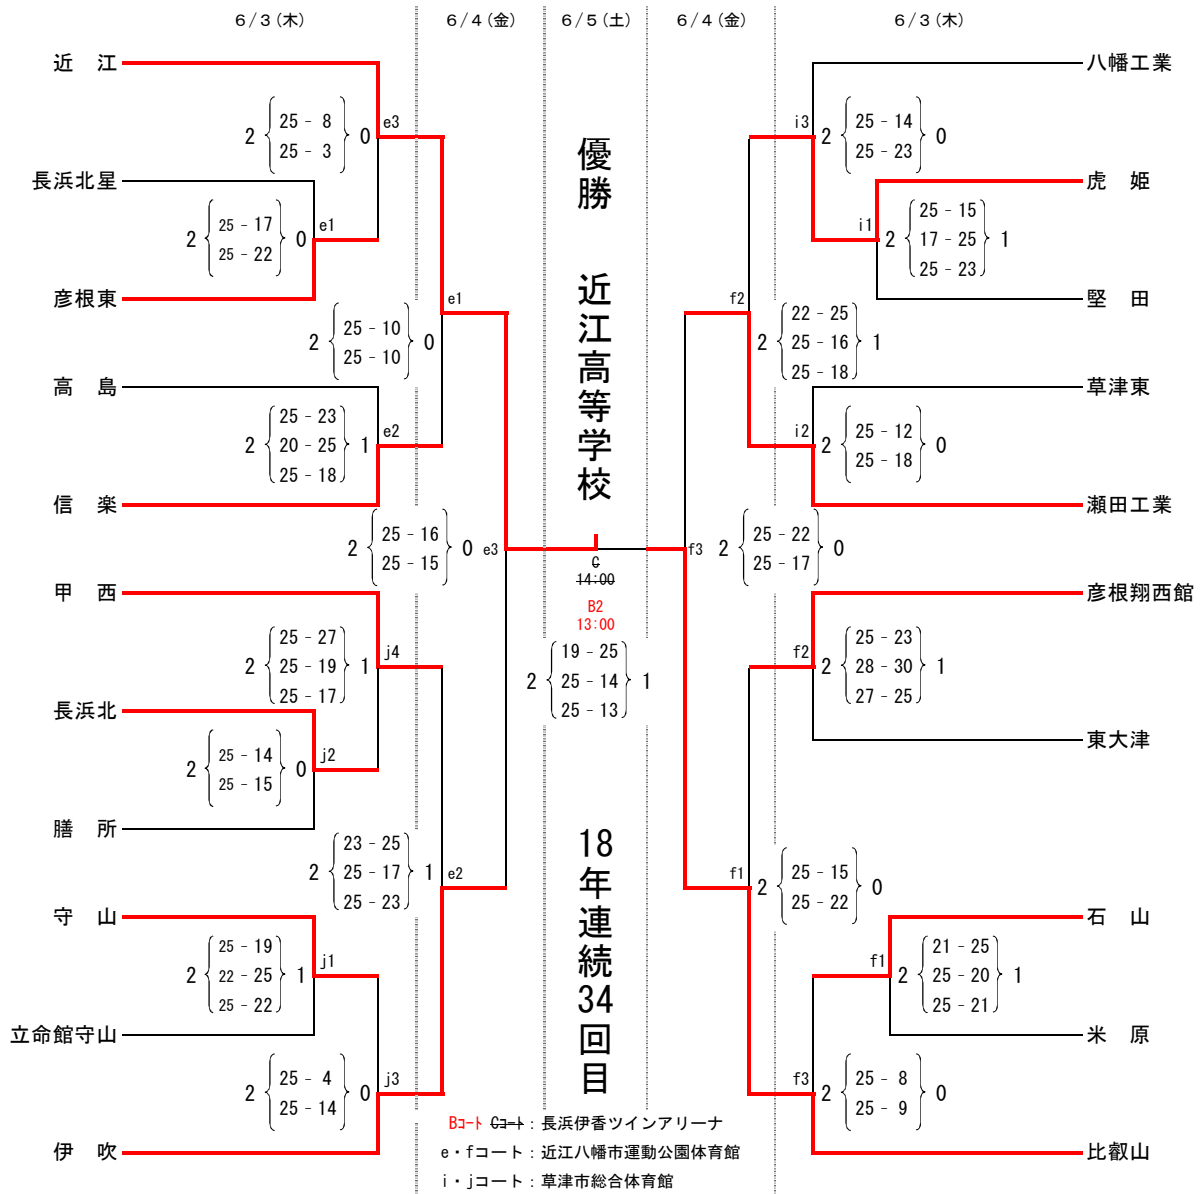 6/3(木)
6/4(金)
6/5(土)
6/4(金)
6/3(木)
近 江
長浜北星
彦根東
高 島
信 楽
甲 西
長浜北
膳 所
守 山
立命館守山
伊 吹
2 25 - 8 0
25 - 3
e3
2 25 - 17 0
25 - 22
e1
2 25 - 10 0
25 - 10
e1
2 25 - 23 1
20 - 25
25 - 18
e2
2 25 - 16 0
25 - 15
e3
2 25 - 27 1
25 - 19
25 - 17
j4
2 25 - 14 0
25 - 15
j2
2 23 - 25 1
25 - 17
25 - 23
e2
2 25 - 19 1
22 - 25
25 - 22
j1
2 25 - 4 0
25 - 14
j3
優勝 近江高等学校
C
14:00
B2
13:00
2 19 - 25 1
25 - 14
25 - 13
18年連続34回目
八幡工業
虎 姫
堅 田
草津東
瀬田工業
彦根翔西館
東大津
石 山
米 原
比叡山
i3
2 25 - 14 0
25 - 23
i1
2 25 - 15 1
17 - 25
25 - 23
f2
2 22 - 25 1
25 - 16
25 - 18
i2
2 25 - 12 0
25 - 18
f3
2 25 - 22 0
25 - 17
f2
2 25 - 23 1
28 - 30
27 - 25
f1
2 25 - 15 0
25 - 22
f1
2 21 - 25 1
25 - 20
25 - 21
f3
2 25 - 8 0
25 - 9
Bコート Cコート：長浜伊香ツインアリーナ
e・fコート：近江八幡市運動公園体育館
i・jコート：草津市総合体育館